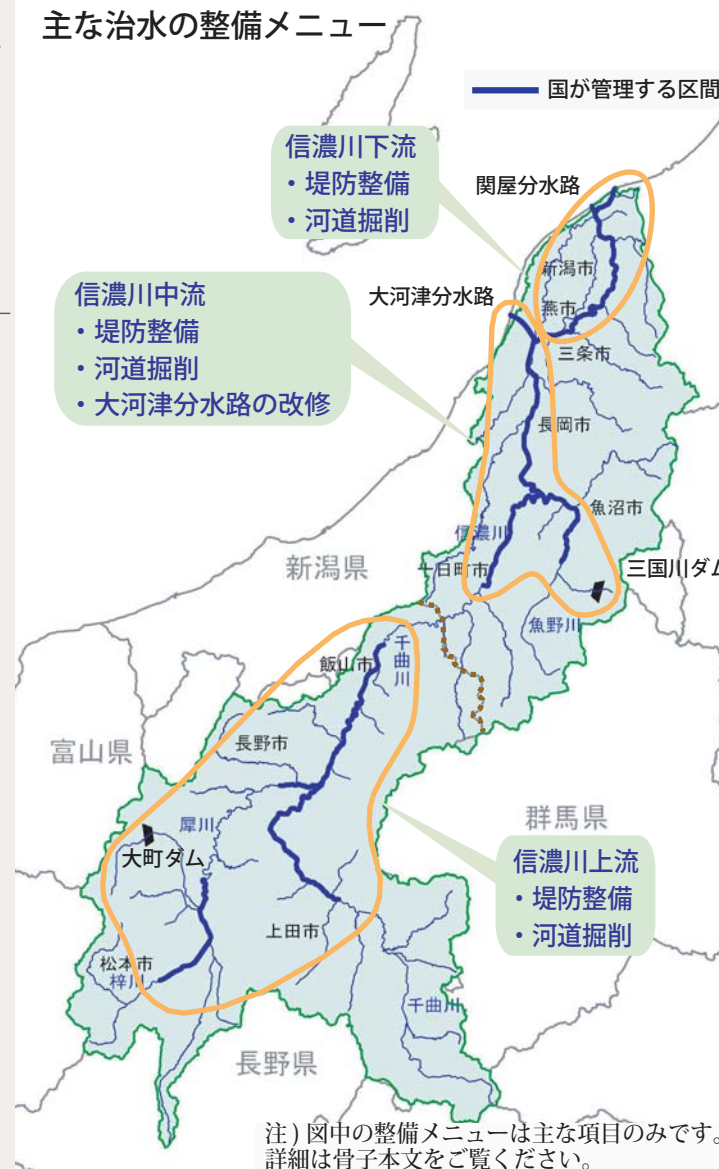 主な治水の整備メニュー
国が管理する区間
信濃川下流
・堤防整備
・河道掘削
関屋分水路
新潟市
信濃川中流
・堤防整備
・河道掘削
・大河津分水路の改修
大河津分水路
燕市
三条市
長岡市
魚沼市
信濃川
新潟県
十日町市
三国川ダム
魚野川
飯山市
千曲川
富山県
長野市
群馬県
犀川
大町ダム
信濃川上流
・堤防整備
・河道掘削
上田市
松本市
梓川
千曲川
長野県
注)図中の整備メニューは主な項目のみです。
詳細は骨子本文をご覧ください。